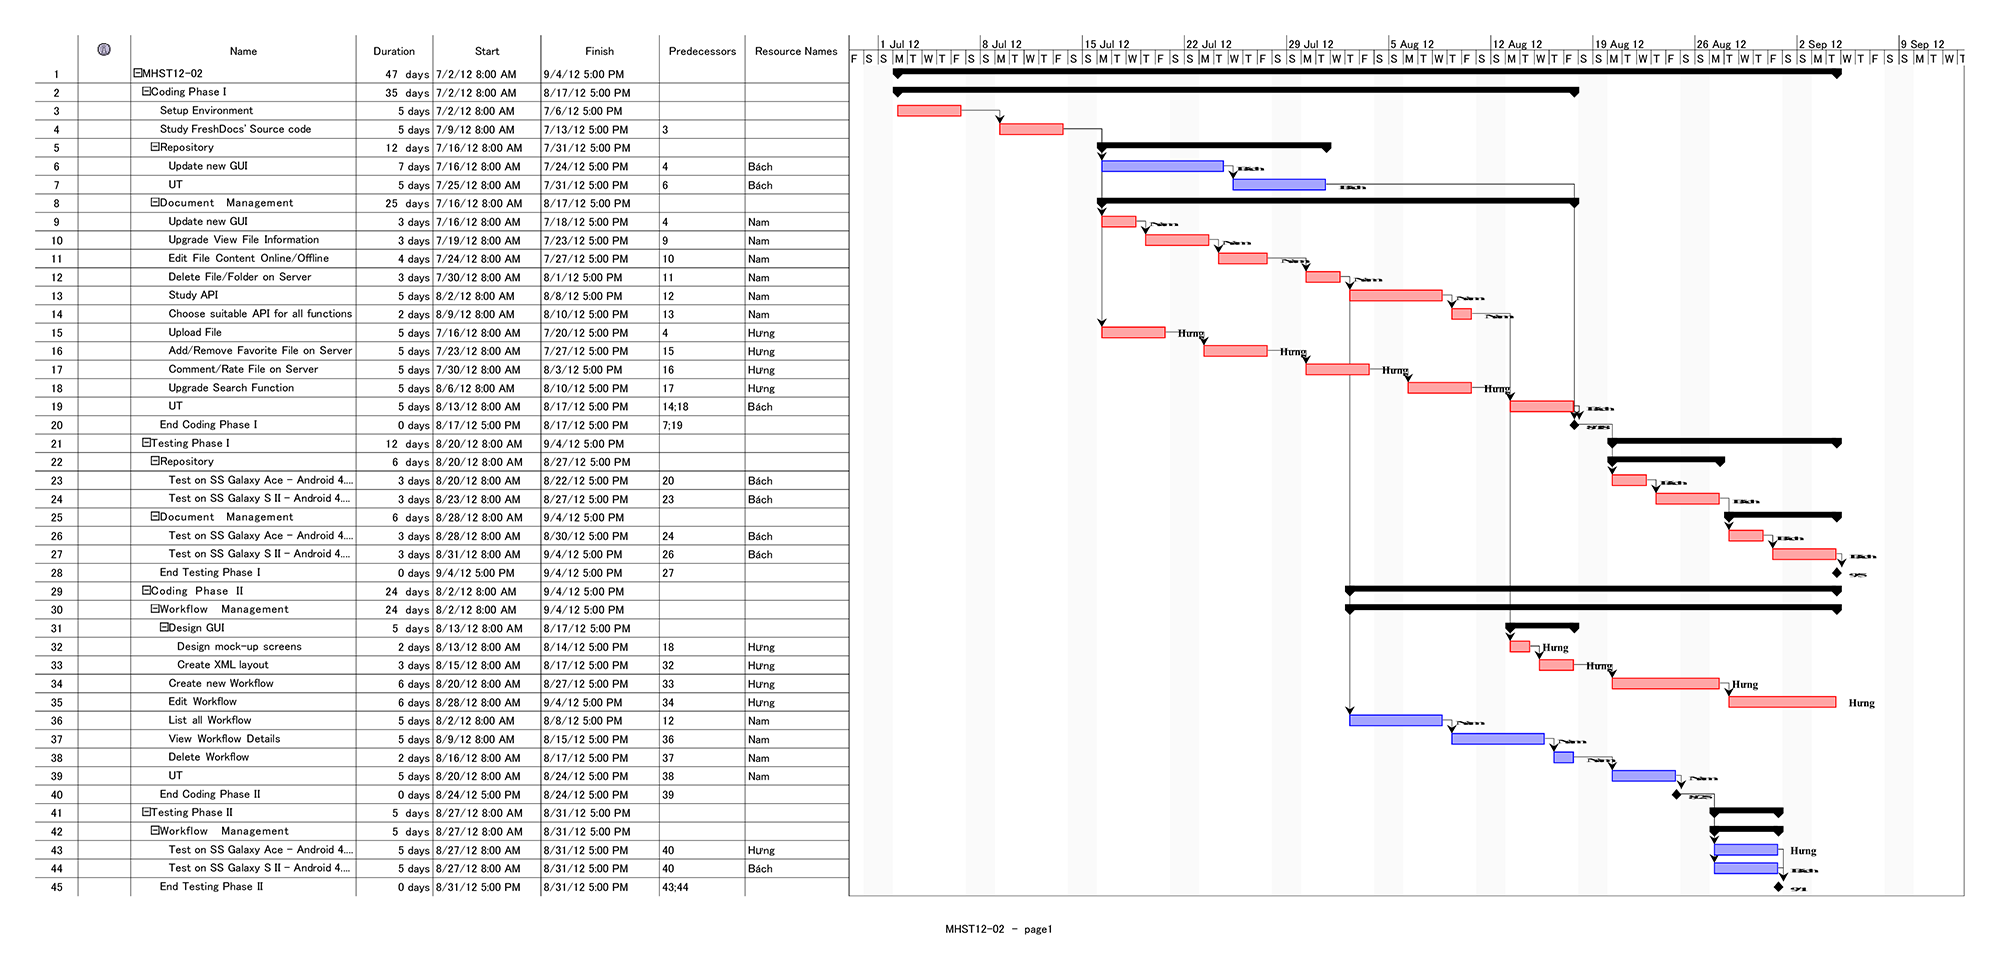 Name Duration Start Finish Predecessors Resource Names
1 Jul 12 8 Jul 12 15 Jul 12 22 Jul 12 29 Jul 12 5 Aug 12 12 Aug 12 19 Aug 12 26 Aug 12 2 Sep 12 9 Sep 12
F S S M T W T F S S M T W T F S S M T W T F S S M T W T F S S M T W T F S S M T W T F S S M T W T F S S M T W T F S S M T W T F S S M T W T F S S M T W T F S S M T W T
1 MHST12-02 47 days 7/2/12 8:00 AM 9/4/12 5:00 PM
2 Coding Phase I 35 days 7/2/12 8:00 AM 8/17/12 5:00 PM
3 Setup Environment 5 days 7/2/12 8:00 AM 7/6/12 5:00 PM
4 Study FreshDocs' Source code 5 days 7/9/12 8:00 AM 7/13/12 5:00 PM 3
5 Repository 12 days 7/16/12 8:00 AM 7/31/12 5:00 PM
6 Update new GUI 7 days 7/16/12 8:00 AM 7/24/12 5:00 PM 4 Bách Bách
7 UT 5 days 7/25/12 8:00 AM 7/31/12 5:00 PM 6 Bách Bách
8 Document Management 25 days 7/16/12 8:00 AM 8/17/12 5:00 PM
9 Update new GUI 3 days 7/16/12 8:00 AM 7/18/12 5:00 PM 4 Nam Nam
10 Upgrade View File Information 3 days 7/19/12 8:00 AM 7/23/12 5:00 PM 9 Nam Nam
11 Edit File Content Online/Offline 4 days 7/24/12 8:00 AM 7/27/12 5:00 PM 10 Nam Nam
12 Delete File/Folder on Server 3 days 7/30/12 8:00 AM 8/1/12 5:00 PM 11 Nam Nam
13 Study API 5 days 8/2/12 8:00 AM 8/8/12 5:00 PM 12 Nam Nam
14 Choose suitable API for all functions 2 days 8/9/12 8:00 AM 8/10/12 5:00 PM 13 Nam Nam
15 Upload File 5 days 7/16/12 8:00 AM 7/20/12 5:00 PM 4 Hưng Hưng
16 Add/Remove Favorite File on Server 5 days 7/23/12 8:00 AM 7/27/12 5:00 PM 15 Hưng Hưng
17 Comment/Rate File on Server 5 days 7/30/12 8:00 AM 8/3/12 5:00 PM 16 Hưng Hưng
18 Upgrade Search Function 5 days 8/6/12 8:00 AM 8/10/12 5:00 PM 17 Hưng Hưng
19 UT 5 days 8/13/12 8:00 AM 8/17/12 5:00 PM 14;18 Bách Bách
20 End Coding Phase I 0 days 8/17/12 5:00 PM 8/17/12 5:00 PM 7;19
21 Testing Phase I 12 days 8/20/12 8:00 AM 9/4/12 5:00 PM
22 Repository 6 days 8/20/12 8:00 AM 8/27/12 5:00 PM
23 Test on SS Galaxy Ace - Android 4.... 3 days 8/20/12 8:00 AM 8/22/12 5:00 PM 20 Bách Bách
24 Test on SS Galaxy S II - Android 4.... 3 days 8/23/12 8:00 AM 8/27/12 5:00 PM 23 Bách Bách
25 Document Management 6 days 8/28/12 8:00 AM 9/4/12 5:00 PM
26 Test on SS Galaxy Ace - Android 4.... 3 days 8/28/12 8:00 AM 8/30/12 5:00 PM 24 Bách Bách
27 Test on SS Galaxy S II - Android 4.... 3 days 8/31/12 8:00 AM 9/4/12 5:00 PM 26 Bách Bách
28 End Testing Phase I 0 days 9/4/12 5:00 PM 9/4/12 5:00 PM 27
29 Coding Phase II 24 days 8/2/12 8:00 AM 9/4/12 5:00 PM
30 Workflow Management 24 days 8/2/12 8:00 AM 9/4/12 5:00 PM
31 Design GUI 5 days 8/13/12 8:00 AM 8/17/12 5:00 PM
32 Design mock-up screens 2 days 8/13/12 8:00 AM 8/14/12 5:00 PM 18 Hưng Hưng
33 Create XML layout 3 days 8/15/12 8:00 AM 8/17/12 5:00 PM 32 Hưng Hưng
34 Create new Workflow 6 days 8/20/12 8:00 AM 8/27/12 5:00 PM 33 Hưng Hưng
35 Edit Workflow 6 days 8/28/12 8:00 AM 9/4/12 5:00 PM 34 Hưng Hưng
36 List all Workflow 5 days 8/2/12 8:00 AM 8/8/12 5:00 PM 12 Nam Nam
37 View Workflow Details 5 days 8/9/12 8:00 AM 8/15/12 5:00 PM 36 Nam Nam
38 Delete Workflow 2 days 8/16/12 8:00 AM 8/17/12 5:00 PM 37 Nam Nam
39 UT 5 days 8/20/12 8:00 AM 8/24/12 5:00 PM 38 Nam Nam
40 End Coding Phase II 0 days 8/24/12 5:00 PM 8/24/12 5:00 PM 39
41 Testing Phase II 5 days 8/27/12 8:00 AM 8/31/12 5:00 PM
42 Workflow Management 5 days 8/27/12 8:00 AM 8/31/12 5:00 PM
43 Test on SS Galaxy Ace - Android 4.... 5 days 8/27/12 8:00 AM 8/31/12 5:00 PM 40 Hưng Hưng
44 Test on SS Galaxy S II - Android 4.... 5 days 8/27/12 8:00 AM 8/31/12 5:00 PM 40 Bách Bách
45 End Testing Phase II 0 days 8/31/12 5:00 PM 8/31/12 5:00 PM 43;44
MHST12-02 - page1